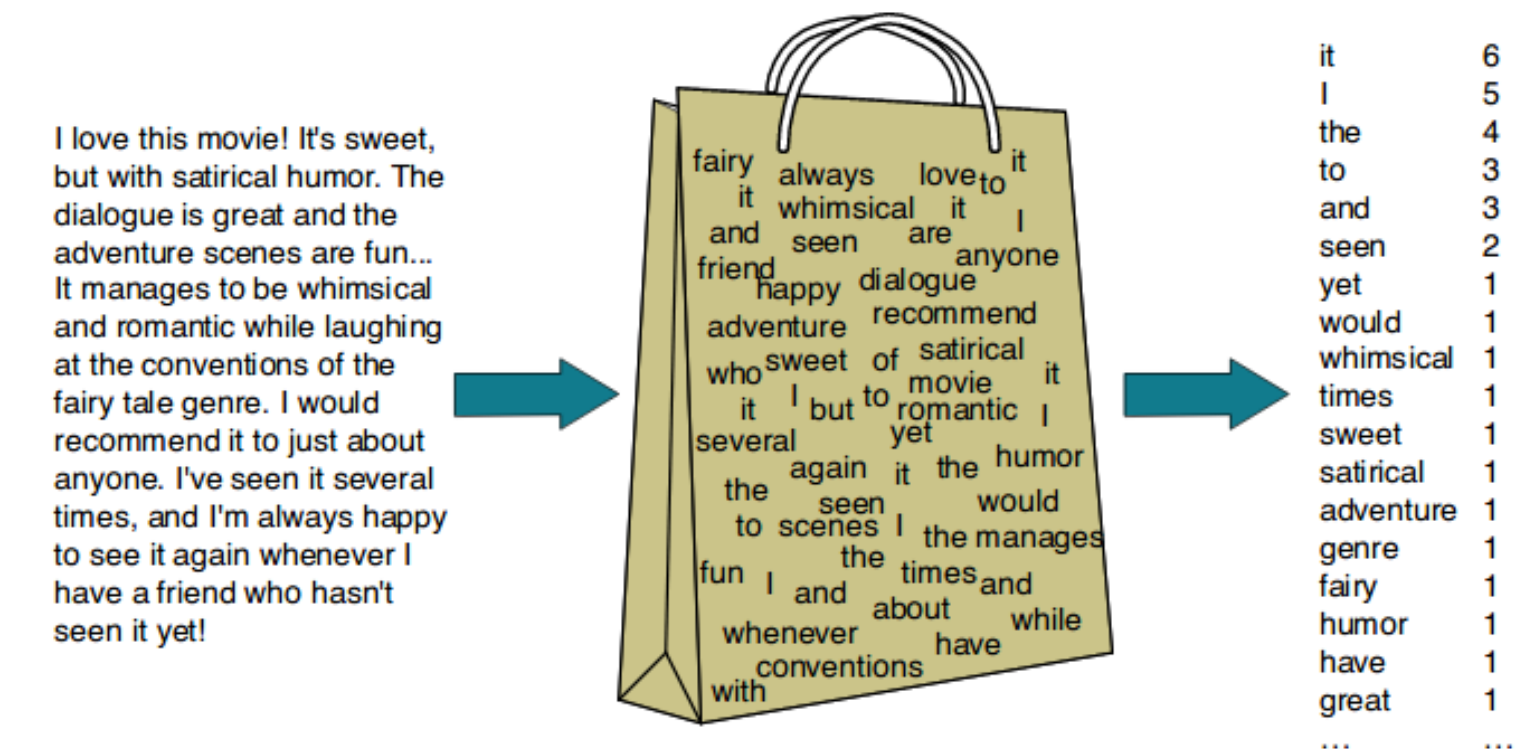 I love this movie! It's sweet,
but with satirical humor. The
dialogue is great and the
adventure scenes are fun...
It manages to be whimsical
and romantic while laughing
at the conventions of the
fairy tale genre. I would
recommend it to just about
anyone. I've seen it several
times, and I'm always happy
to see it again whenever I
have a friend who hasn't
seen it yet!
fairy always love to it
it whimsical it I
and seen are anyone
friend happy dialogue
adventure recommend
who sweet of satirical
it I but to movie it
romantic I
several yet
again it the humor
the seen would
to scenes I the manages
fun I and the times and
about while
whenever have
conventions
with
it 6
I 5
the 4
to 3
and 3
seen 2
yet 1
would 1
whimsical 1
times 1
sweet 1
satirical 1
adventure 1
genre 1
fairy 1
humor 1
have 1
great 1
... ...